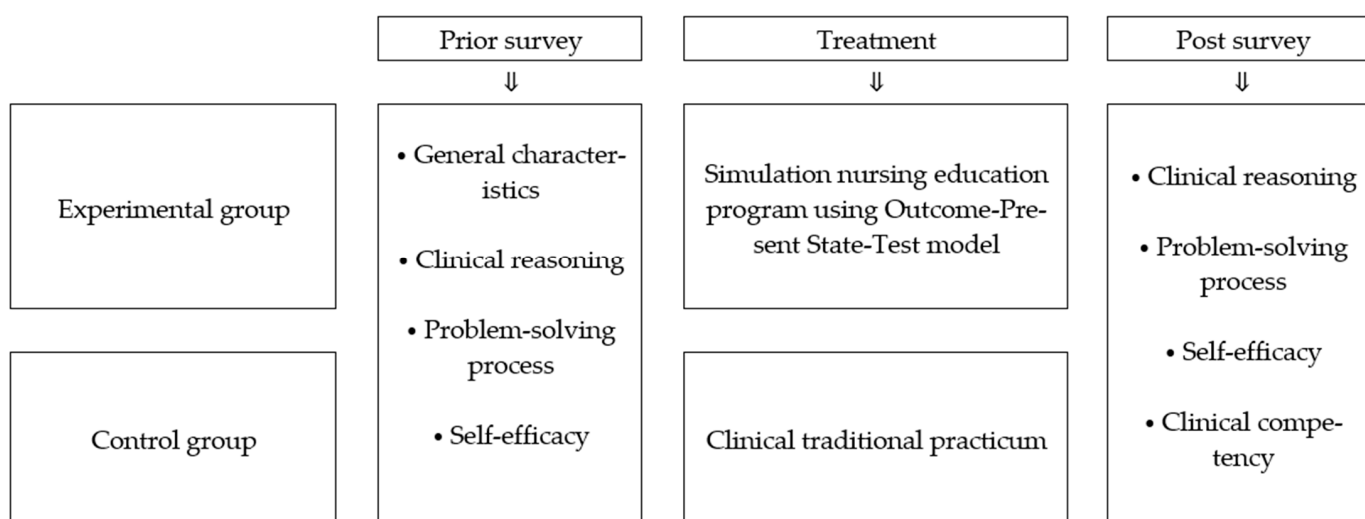 Prior survey
Treatment
Post survey
⇓
⇓
⇓
Experimental group
• General character-
istics
• Clinical reasoning
• Problem-solving
process
• Self-efficacy
Simulation nursing education
program using Outcome-Pre-
sent State-Test model
• Clinical reasoning
• Problem-solving
process
• Self-efficacy
• Clinical compe-
tency
Control group
Clinical traditional practicum